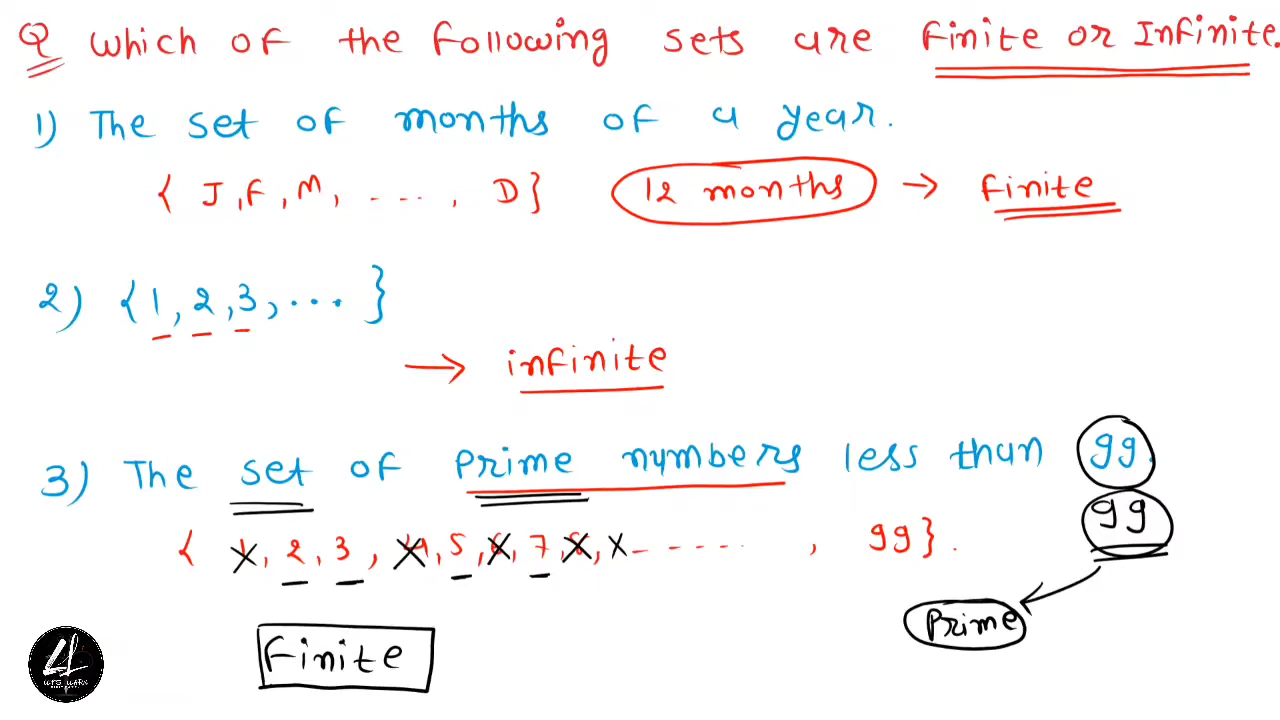 Q Which of the following sets are Finite or Infinite.
1) The set of months of a year.
{ J, F, M, ...., D} 12 months → Finite
2) {1, 2, 3, ... }
→ infinite
3) The set of Prime numbers less than 99.
99
{ 1, 2, 3, 4, 5, 6, 7, 8, ......., 99}.
Prime
Finite